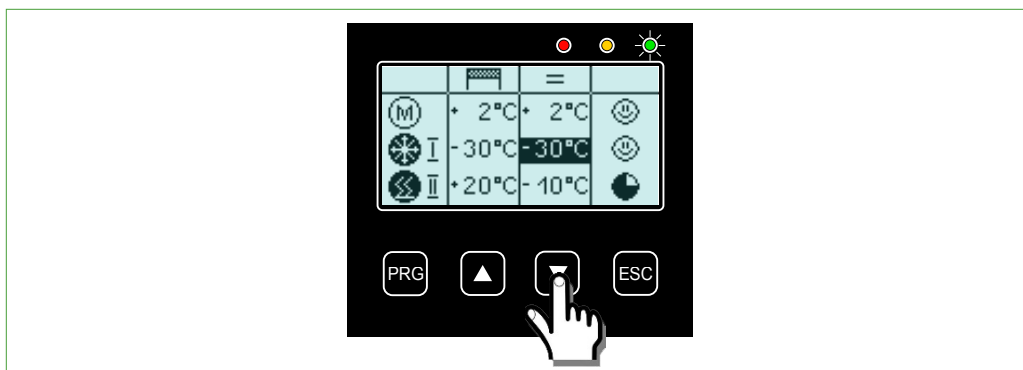 =
M + 2°C + 2°C
I - 30°C - 30°C
II + 20°C - 10°C
PRG ESC